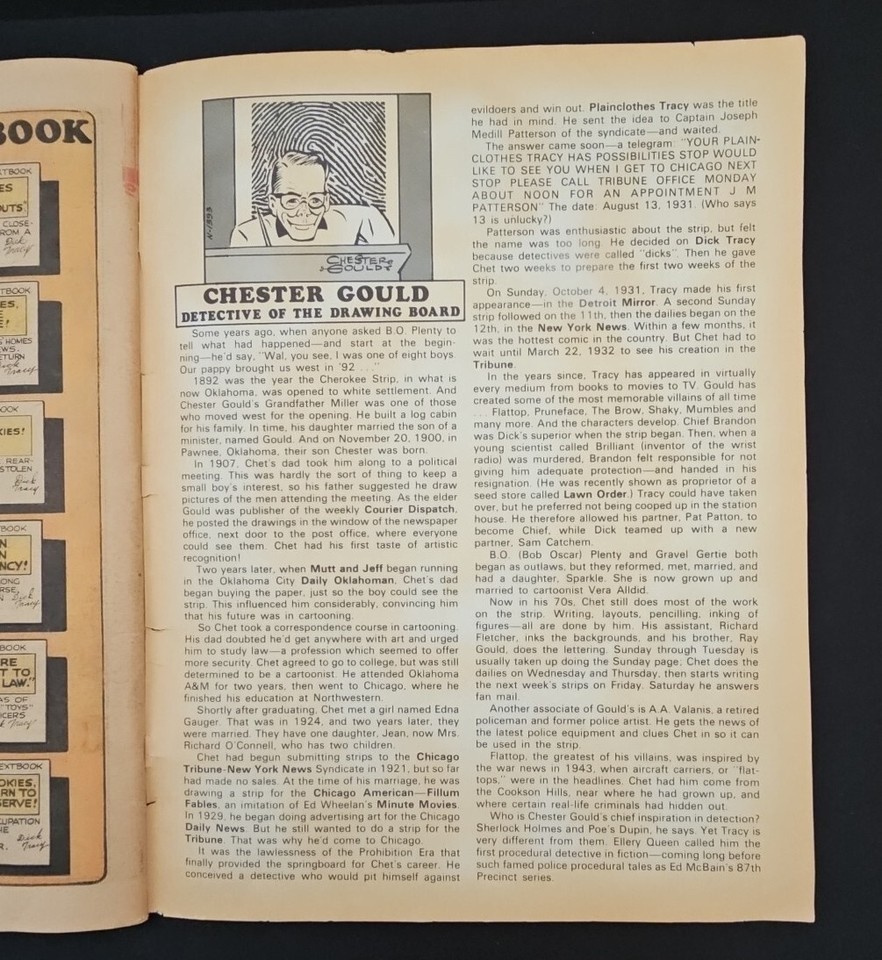 BOOK
TBOOK
ES
OUTS"
CLOSE-
ROM A
Dick
Tracy
TBOOK
ES,
E!
HOMES
WS.
ETURN
OOK
KIES!
REAR-
STOLEN
Dick
Tracy
BOOK
N
N
NCY!
ONG
RSE,
N
Dick
Tracy
BOOK
RE
T TO
LAW."
AS OF
"TOYS"
ICERS
EXTBOOK
OKIES,
RN TO
SERVE!
CUPATION
HE
R.
Dick
Tracy
CHESTER
GOULD
CHESTER GOULD
DETECTIVE OF THE DRAWING BOARD
Some years ago, when anyone asked B.O. Plenty to
tell what had happened—and start at the begin-
ning—he'd say, "Wal, you see, I was one of eight boys.
Our pappy brought us west in '92 . . ."
1892 was the year the Cherokee Strip, in what is
now Oklahoma, was opened to white settlement. And
Chester Gould's Grandfather Miller was one of those
who moved west for the opening. He built a log cabin
for his family. In time, his daughter married the son of a
minister, named Gould. And on November 20, 1900, in
Pawnee, Oklahoma, their son Chester was born.
In 1907, Chet's dad took him along to a political
meeting. This was hardly the sort of thing to keep a
small boy's interest, so his father suggested he draw
pictures of the men attending the meeting. As the elder
Gould was publisher of the weekly Courier Dispatch,
he posted the drawings in the window of the newspaper
office, next door to the post office, where everyone
could see them. Chet had his first taste of artistic
recognition!
Two years later, when Mutt and Jeff began running
in the Oklahoma City Daily Oklahoman, Chet's dad
began buying the paper, just so the boy could see the
strip. This influenced him considerably, convincing him
that his future was in cartooning.
So Chet took a correspondence course in cartooning.
His dad doubted he'd get anywhere with art and urged
him to study law—a profession which seemed to offer
more security. Chet agreed to go to college, but was still
determined to be a cartoonist. He attended Oklahoma
A&M for two years, then went to Chicago, where he
finished his education at Northwestern.
Shortly after graduating, Chet met a girl named Edna
Gauger. That was in 1924, and two years later, they
were married. They have one daughter, Jean, now Mrs.
Richard O'Connell, who has two children.
Chet had begun submitting strips to the Chicago
Tribune-New York News Syndicate in 1921, but so far
had made no sales. At the time of his marriage, he was
drawing a strip for the Chicago American—Fillum
Fables, an imitation of Ed Wheelan's Minute Movies.
In 1929, he began doing advertising art for the Chicago
Daily News. But he still wanted to do a strip for the
Tribune. That was why he'd come to Chicago.
It was the lawlessness of the Prohibition Era that
finally provided the springboard for Chet's career. He
conceived a detective who would pit himself against
evildoers and win out. Plainclothes Tracy was the title
he had in mind. He sent the idea to Captain Joseph
Medill Patterson of the syndicate—and waited.
The answer came soon—a telegram: "YOUR PLAIN-
CLOTHES TRACY HAS POSSIBILITIES STOP WOULD
LIKE TO SEE YOU WHEN I GET TO CHICAGO NEXT
STOP PLEASE CALL TRIBUNE OFFICE MONDAY
ABOUT NOON FOR AN APPOINTMENT J M
PATTERSON" The date: August 13, 1931. (Who says
13 is unlucky?)
Patterson was enthusiastic about the strip, but felt
the name was too long. He decided on Dick Tracy
because detectives were called "dicks". Then he gave
Chet two weeks to prepare the first two weeks of the
strip.
On Sunday, October 4, 1931, Tracy made his first
appearance—in the Detroit Mirror. A second Sunday
strip followed on the 11th, then the dailies began on the
12th, in the New York News. Within a few months, it
was the hottest comic in the country. But Chet had to
wait until March 22, 1932 to see his creation in the
Tribune.
In the years since, Tracy has appeared in virtually
every medium from books to movies to TV. Gould has
created some of the most memorable villains of all time
. . . Flattop, Pruneface, The Brow, Shaky, Mumbles and
many more. And the characters develop. Chief Brandon
was Dick's superior when the strip began. Then, when a
young scientist called Brilliant (inventor of the wrist
radio) was murdered, Brandon felt responsible for not
giving him adequate protection—and handed in his
resignation. (He was recently shown as proprietor of a
seed store called Lawn Order.) Tracy could have taken
over, but he preferred not being cooped up in the station
house. He therefore allowed his partner, Pat Patton, to
become Chief, while Dick teamed up with a new
partner, Sam Catchem.
B.O. (Bob Oscar) Plenty and Gravel Gertie both
began as outlaws, but they reformed, met, married, and
had a daughter, Sparkle. She is now grown up and
married to cartoonist Vera Alldid.
Now in his 70s, Chet still does most of the work
on the strip. Writing, layouts, pencilling, inking of
figures—all are done by him. His assistant, Richard
Fletcher, inks the backgrounds, and his brother, Ray
Gould, does the lettering. Sunday through Tuesday is
usually taken up doing the Sunday page; Chet does the
dailies on Wednesday and Thursday, then starts writing
the next week's strips on Friday. Saturday he answers
fan mail.
Another associate of Gould's is A.A. Valanis, a retired
policeman and former police artist. He gets the news of
the latest police equipment and clues Chet in so it can
be used in the strip.
Flattop, the greatest of his villains, was inspired by
the war news in 1943, when aircraft carriers, or "flat-
tops," were in the headlines. Chet had him come from
the Cookson Hills, near where he had grown up, and
where certain real-life criminals had hidden out.
Who is Chester Gould's chief inspiration in detection?
Sherlock Holmes and Poe's Dupin, he says. Yet Tracy is
very different from them. Ellery Queen called him the
first procedural detective in fiction—coming long before
such famed police procedural tales as Ed McBain's 87th
Precinct series.